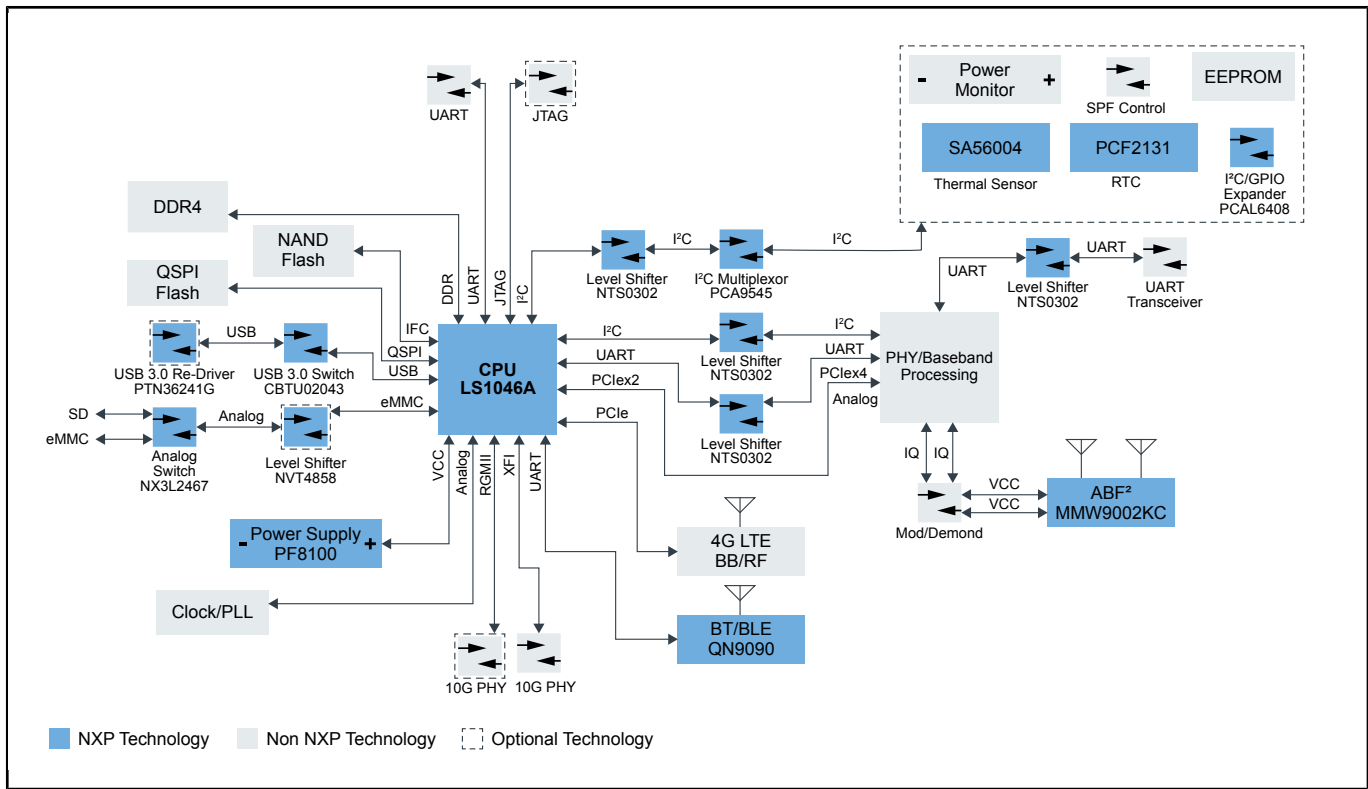 UART
JTAG
- Power Monitor +
SPF Control
EEPROM
SA56004
Thermal Sensor
PCF2131
RTC
I²C/GPIO
Expander
PCAL6408
DDR4
NAND
Flash
QSPI
Flash
DDR
UART
JTAG
I²C
Level Shifter
NTS0302
I²C
I²C Multiplexor
PCA9545
I²C
UART
Level Shifter
NTS0302
UART
UART
Transceiver
USB 3.0 Re-Driver
PTN36241G
USB
USB 3.0 Switch
CBTU02043
IFC
QSPI
USB
eMMC
CPU
LS1046A
I²C
UART
PCIex2
PCIe
Level Shifter
NTS0302
Level Shifter
NTS0302
I²C
UART
PCIex4
Analog
PHY/Baseband
Processing
SD
eMMC
Analog
Switch
NX3L2467
Analog
Level Shifter
NVT4858
VCC
Analog
RGMII
XFI
UART
IQ
IQ
Mod/Demond
VCC
VCC
ABF²
MMW9002KC
- Power Supply +
PF8100
4G LTE
BB/RF
Clock/PLL
BT/BLE
QN9090
10G PHY
10G PHY
NXP Technology
Non NXP Technology
Optional Technology